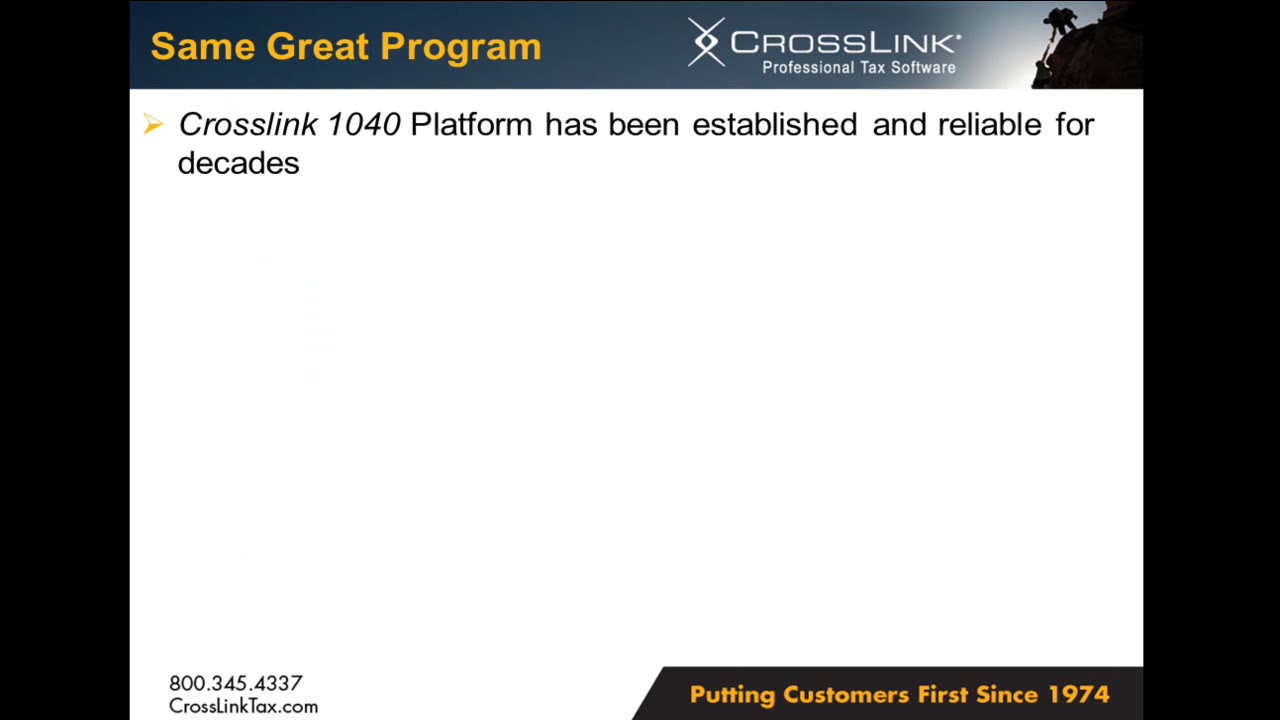 Same Great Program
CROSSLINK®
Professional Tax Software
Crosslink 1040 Platform has been established and reliable for
decades
800.345.4337
CrossLinkTax.com
Putting Customers First Since 1974